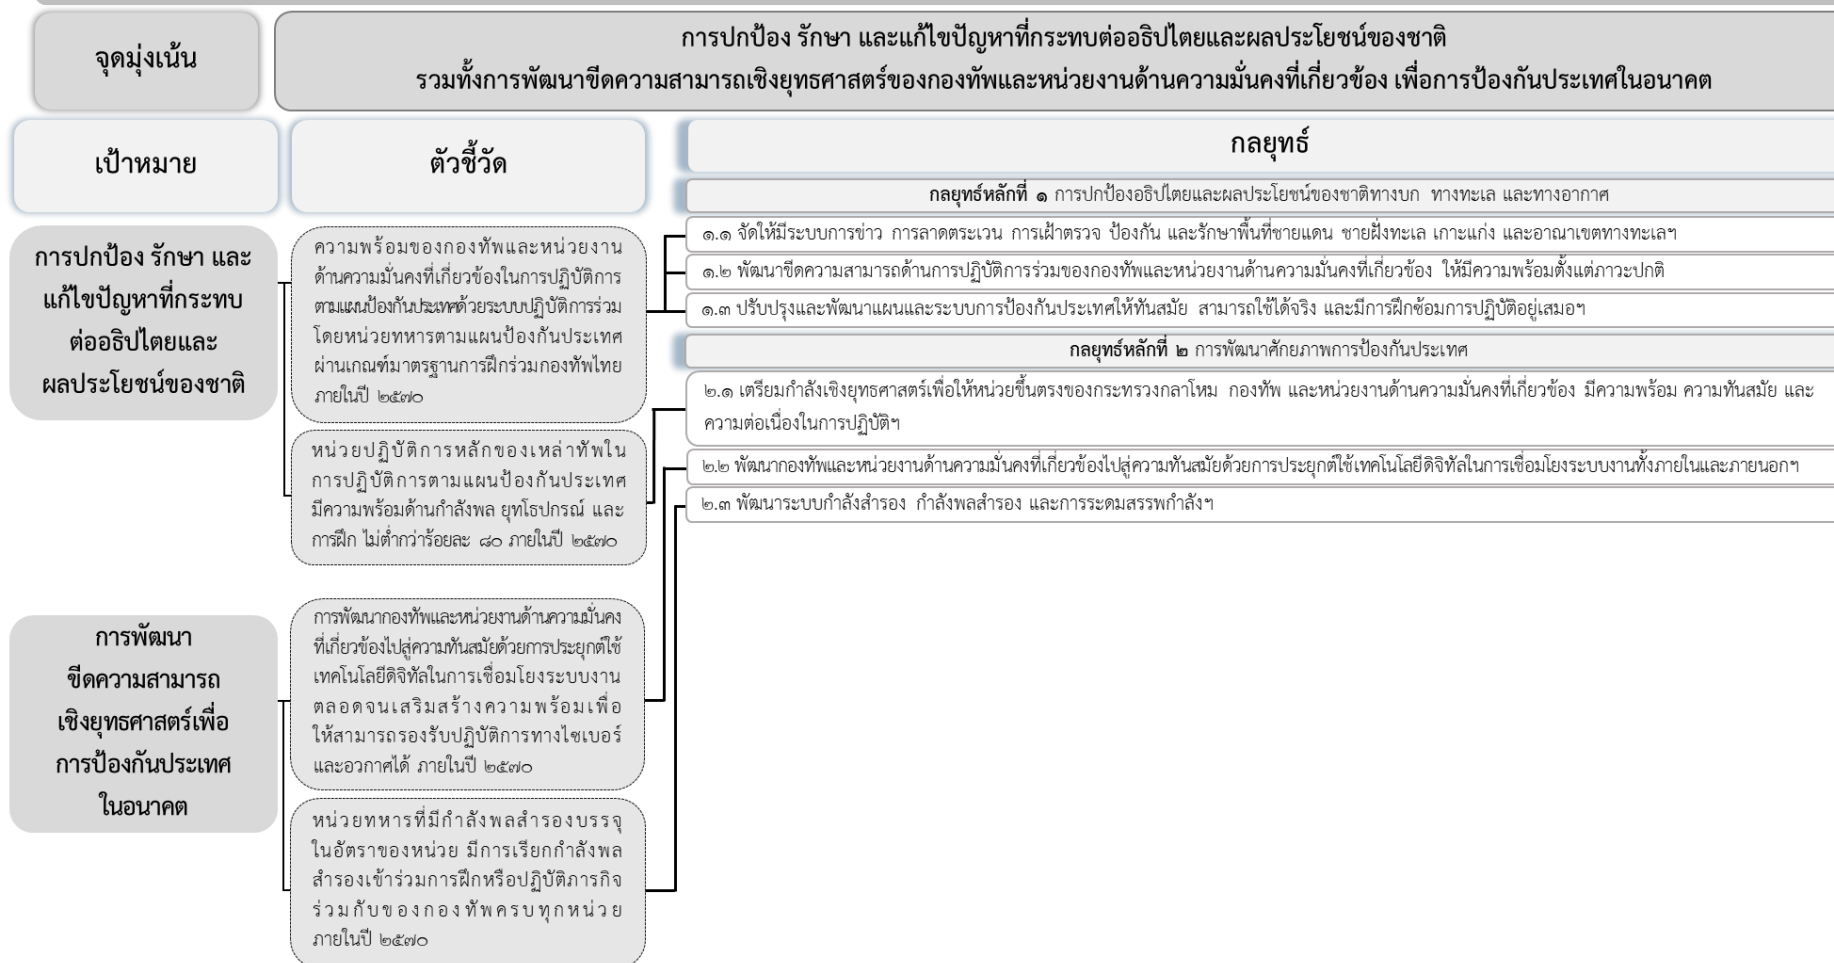 จุดมุ่งเน้น
การปกป้อง รักษา และแก้ไขปัญหาที่กระทบต่ออธิปไตยและผลประโยชน์ของชาติ
รวมทั้งการพัฒนาขีดความสามารถเชิงยุทธศาสตร์ของกองทัพและหน่วยงานด้านความมั่นคงที่เกี่ยวข้อง เพื่อการป้องกันประเทศในอนาคต
เป้าหมาย
ตัวชี้วัด
กลยุทธ์
กลยุทธ์หลักที่ ๑ การปกป้องอธิปไตยและผลประโยชน์ของชาติทางบก ทางทะเล และทางอากาศ
การปกป้อง รักษา และ
แก้ไขปัญหาที่กระทบ
ต่ออธิปไตยและ
ผลประโยชน์ของชาติ
ความพร้อมของกองทัพและหน่วยงาน
ด้านความมั่นคงที่เกี่ยวข้องในการปฏิบัติการ
ตามแผนป้องกันประเทศด้วยระบบปฏิบัติการร่วม
โดยหน่วยทหารตามแผนป้องกันประเทศ
ผ่านเกณฑ์มาตรฐานการฝึกร่วมกองทัพไทย
ภายในปี ๒๕๗๐
๑.๑ จัดให้มีระบบการข่าว การลาดตระเวน การเฝ้าตรวจ ป้องกัน และรักษาพื้นที่ชายแดน ชายฝั่งทะเล เกาะแก่ง และอาณาเขตทางทะเลฯ
๑.๒ พัฒนาขีดความสามารถด้านการปฏิบัติการร่วมของกองทัพและหน่วยงานด้านความมั่นคงที่เกี่ยวข้อง ให้มีความพร้อมตั้งแต่ภาวะปกติ
๑.๓ ปรับปรุงและพัฒนาแผนและระบบการป้องกันประเทศให้ทันสมัย สามารถใช้ได้จริง และมีการฝึกซ้อมการปฏิบัติอยู่เสมอฯ
กลยุทธ์หลักที่ ๒ การพัฒนาศักยภาพการป้องกันประเทศ
๒.๑ เตรียมกำลังเชิงยุทธศาสตร์เพื่อให้หน่วยขึ้นตรงของกระทรวงกลาโหม กองทัพ และหน่วยงานด้านความมั่นคงที่เกี่ยวข้อง มีความพร้อม ความทันสมัย และ
ความต่อเนื่องในการปฏิบัติฯ
๒.๒ พัฒนากองทัพและหน่วยงานด้านความมั่นคงที่เกี่ยวข้องไปสู่ความทันสมัยด้วยการประยุกต์ใช้เทคโนโลยีดิจิทัลในการเชื่อมโยงระบบงานทั้งภายในและภายนอกฯ
๒.๓ พัฒนาระบบกำลังสำรอง กำลังพลสำรอง และการระดมสรรพกำลังฯ
หน่วยปฏิบัติการหลักของเหล่าทัพใน
การปฏิบัติการตามแผนป้องกันประเทศ
มีความพร้อมด้านกำลังพล ยุทโธปกรณ์ และ
การฝึก ไม่ต่ำกว่าร้อยละ ๘๐ ภายในปี ๒๕๗๐
การพัฒนา
ขีดความสามารถ
เชิงยุทธศาสตร์เพื่อ
การป้องกันประเทศ
ในอนาคต
การพัฒนากองทัพและหน่วยงานด้านความมั่นคง
ที่เกี่ยวข้องไปสู่ความทันสมัยด้วยการประยุกต์ใช้
เทคโนโลยีดิจิทัลในการเชื่อมโยงระบบงาน
ตลอดจนเสริมสร้างความพร้อมเพื่อ
ให้สามารถรองรับปฏิบัติการทางไซเบอร์
และอวกาศได้ ภายในปี ๒๕๗๐
หน่วยทหารที่มีกำลังพลสำรองบรรจุ
ในอัตราของหน่วย มีการเรียกกำลังพล
สำรองเข้าร่วมการฝึกหรือปฏิบัติภารกิจ
ร่วมกับของกองทัพครบทุกหน่วย
ภายในปี ๒๕๗๐